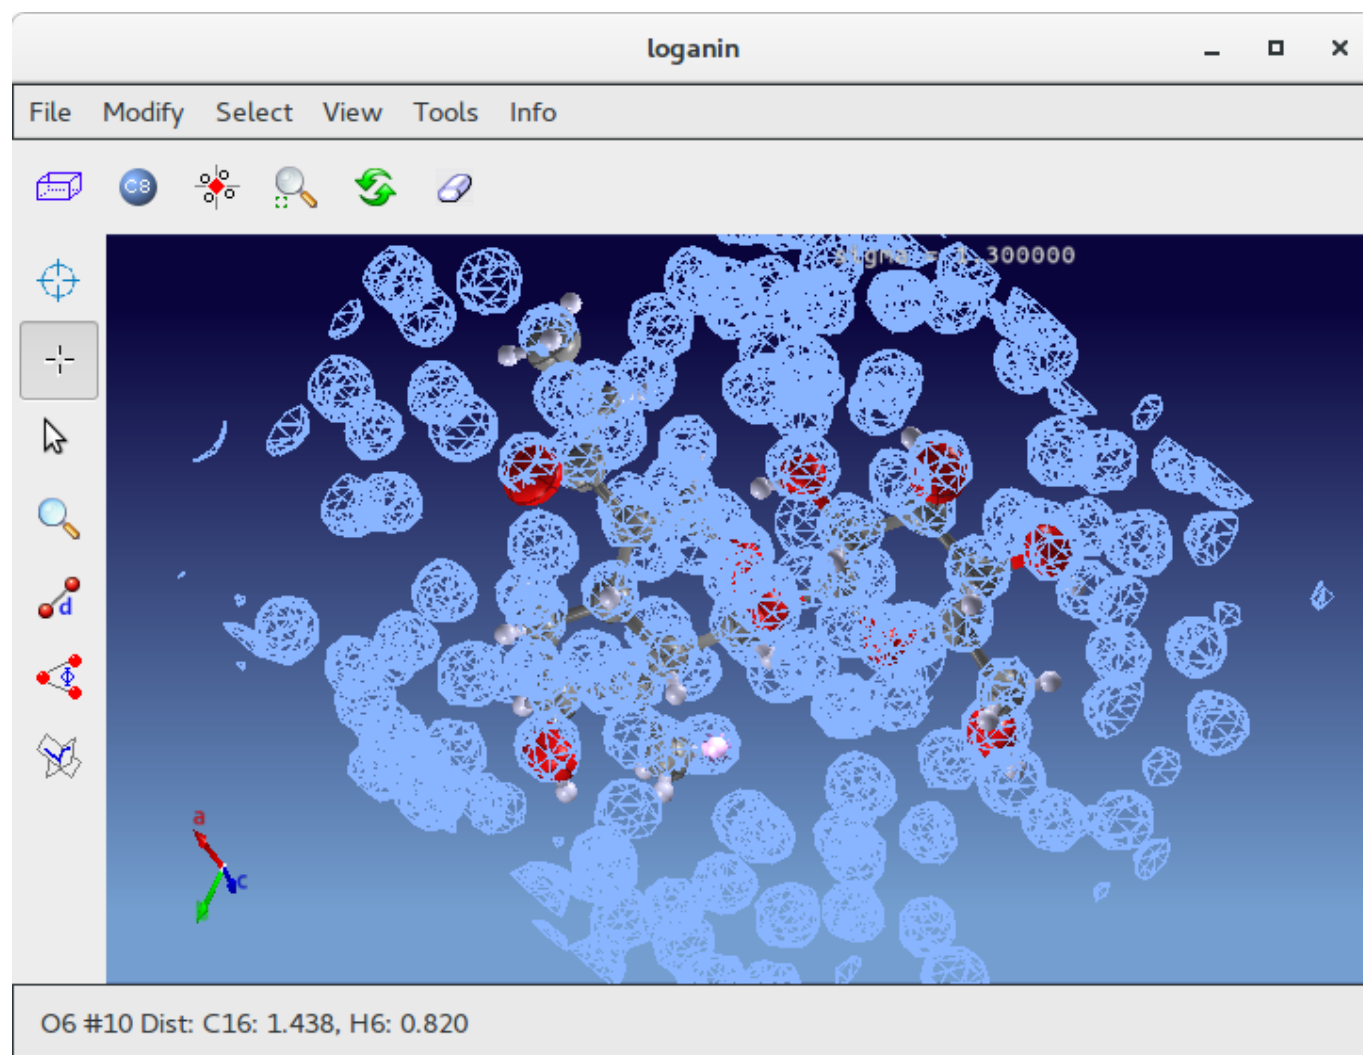 loganin
File Modify Select View Tools Info
C8
sigma = 1.300000
d
Φ
a
c
O6 #10 Dist: C16: 1.438, H6: 0.820